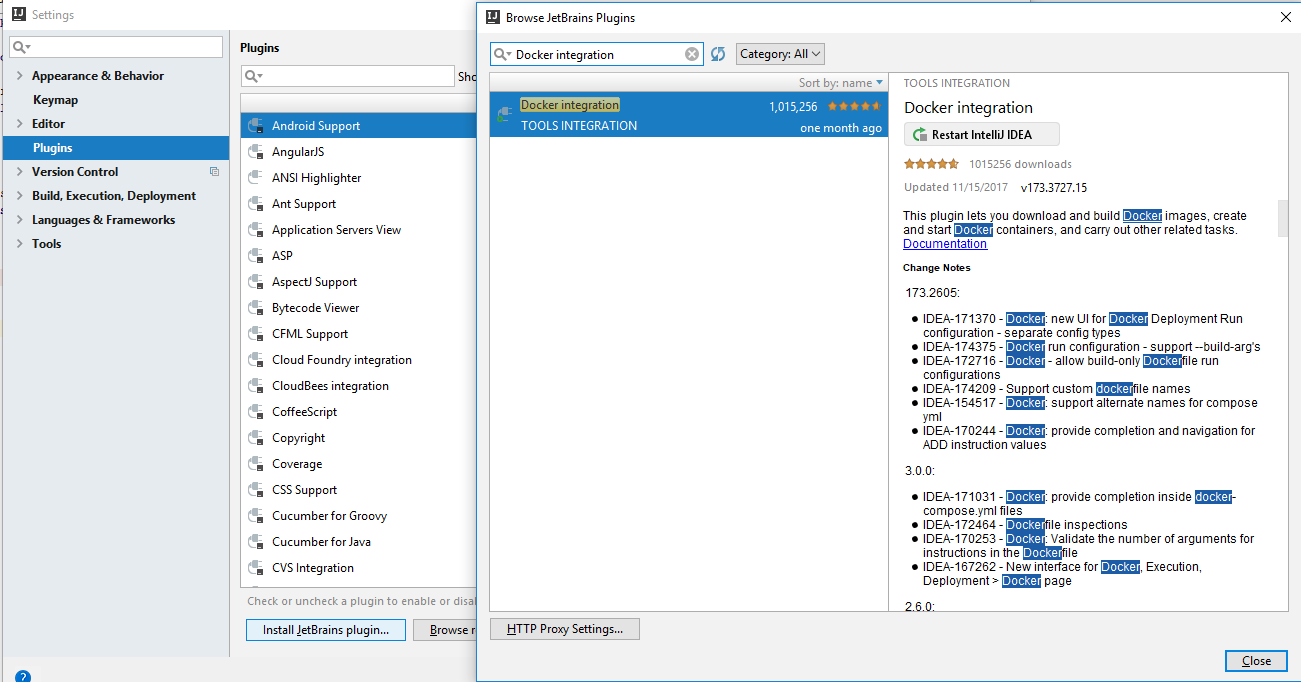 Settings
Appearance & Behavior
Keymap
Editor
Plugins
Version Control
Build, Execution, Deployment
Languages & Frameworks
Tools
?
Plugins
Android Support
AngularJS
ANSI Highlighter
Ant Support
Application Servers View
ASP
AspectJ Support
Bytecode Viewer
CFML Support
Cloud Foundry integration
CloudBees integration
CoffeeScript
Copyright
Coverage
CSS Support
Cucumber for Groovy
Cucumber for Java
CVS Integration
Check or uncheck a plugin to enable or
Install JetBrains plugin...
Browse
Browse JetBrains Plugins
Docker integration
Category: All
Sort by: name
Docker integration 1,015,256
TOOLS INTEGRATION one month ago
TOOLS INTEGRATION
Docker integration
Restart IntelliJ IDEA
1015256 downloads
Updated 11/15/2017 v173.3727.15
This plugin lets you download and build Docker images, create
and start Docker containers, and carry out other related tasks.
Documentation
Change Notes
173.2605:
IDEA-171370 - Docker: new UI for Docker Deployment Run
configuration - separate config types
IDEA-174375 - Docker run configuration - support --build-arg's
IDEA-172716 - Docker - allow build-only Dockerfile run
configurations
IDEA-174209 - Support custom dockerfile names
IDEA-154517 - Docker: support alternate names for compose
yml
IDEA-170244 - Docker: provide completion and navigation for
ADD instruction values
3.0.0:
IDEA-171031 - Docker: provide completion inside docker-
compose.yml files
IDEA-172464 - Dockerfile inspections
IDEA-170253 - Docker: Validate the number of arguments for
instructions in the Dockerfile
IDEA-167262 - New interface for Docker, Execution,
Deployment > Docker page
2.6.0:
HTTP Proxy Settings...
Close